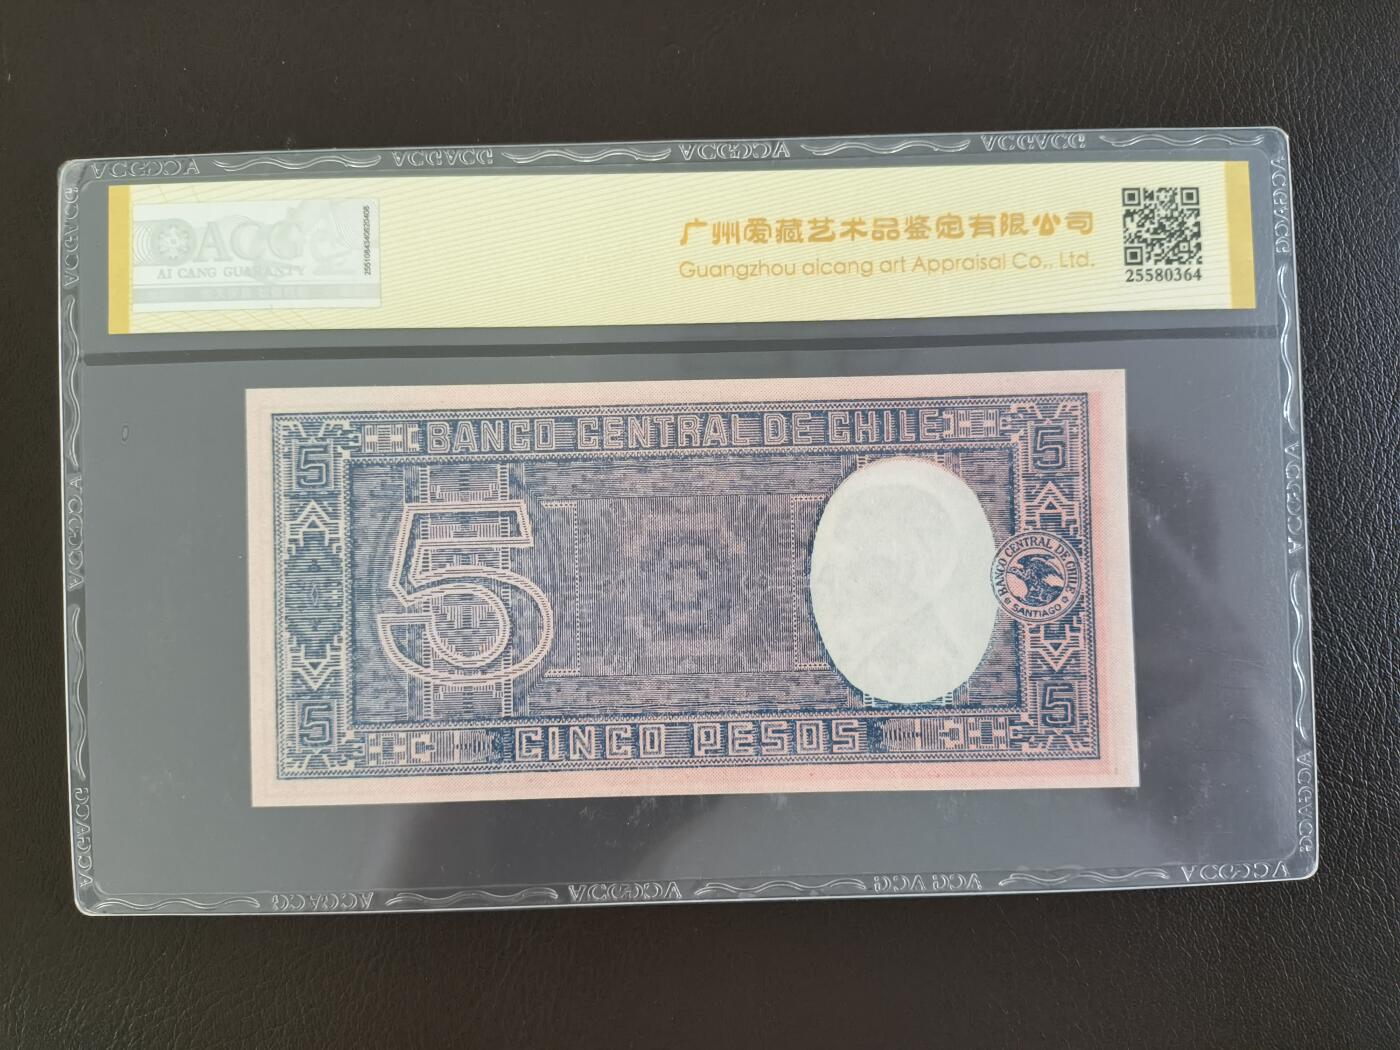 ACG
AI CANG GUARANTY
2551084340620408
广州爱藏艺术品鉴定有限公司
Guangzhou aicang art Appraisal Co., Ltd.
25580364
BANCO CENTRAL DE CHILE
5
5
5
BANCO CENTRAL DE CHILE
SANTIAGO
5
5
CINCO PESOS